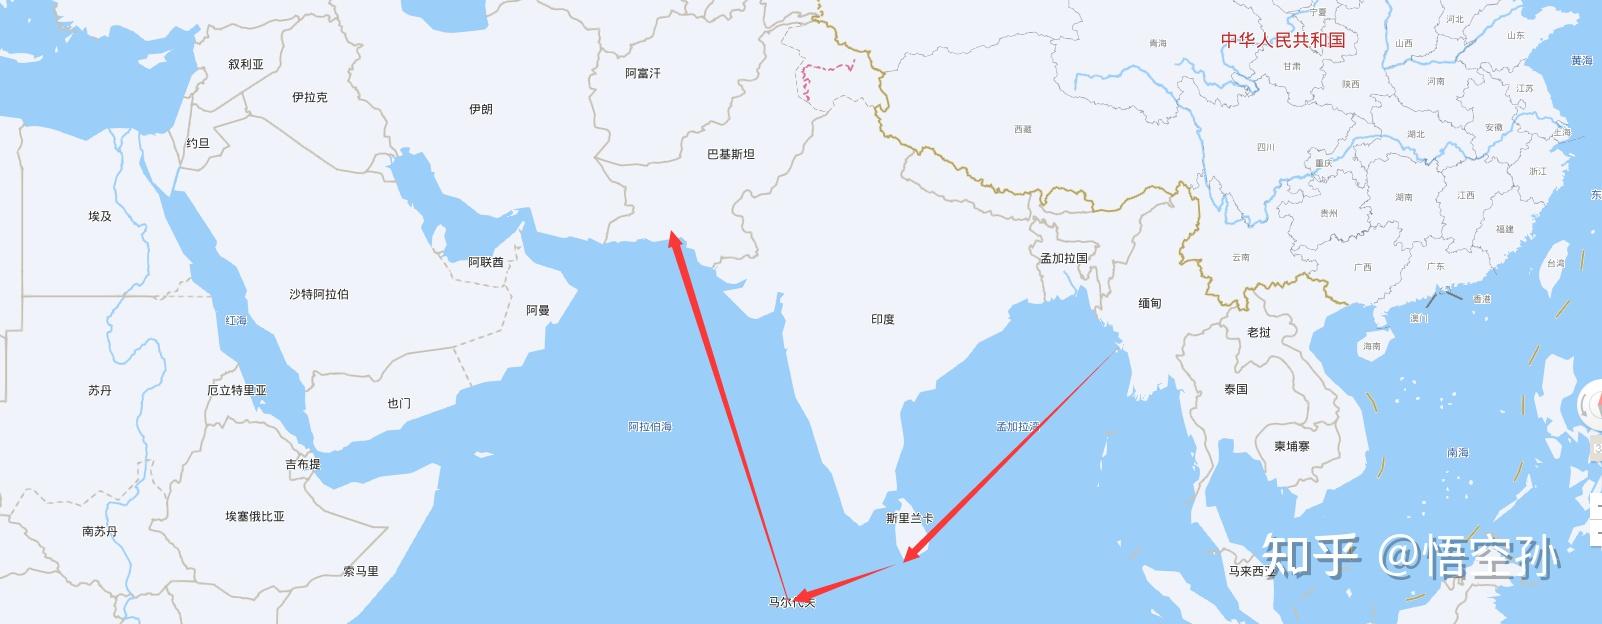 宁夏
河北
中华人民共和国
山西
山东
青海
甘肃
黄海
叙利亚
阿富汗
河南
陕西
江苏
伊拉克
伊朗
西藏
安徽
湖北
上海
约旦
巴基斯坦
四川
重庆
浙江
东
湖南
江西
埃及
贵州
福建
阿联酋
孟加拉国
云南
广西
广东
台湾
沙特阿拉伯
缅甸
香港
阿曼
红海
印度
澳门
老挝
海南
苏丹
厄立特里亚
泰国
也门
阿拉伯海
孟加拉湾
柬埔寨
南海
吉布提
埃塞俄比亚
斯里兰卡
南苏丹
索马里
马来西亚
马尔代夫
知乎 @悟空孙